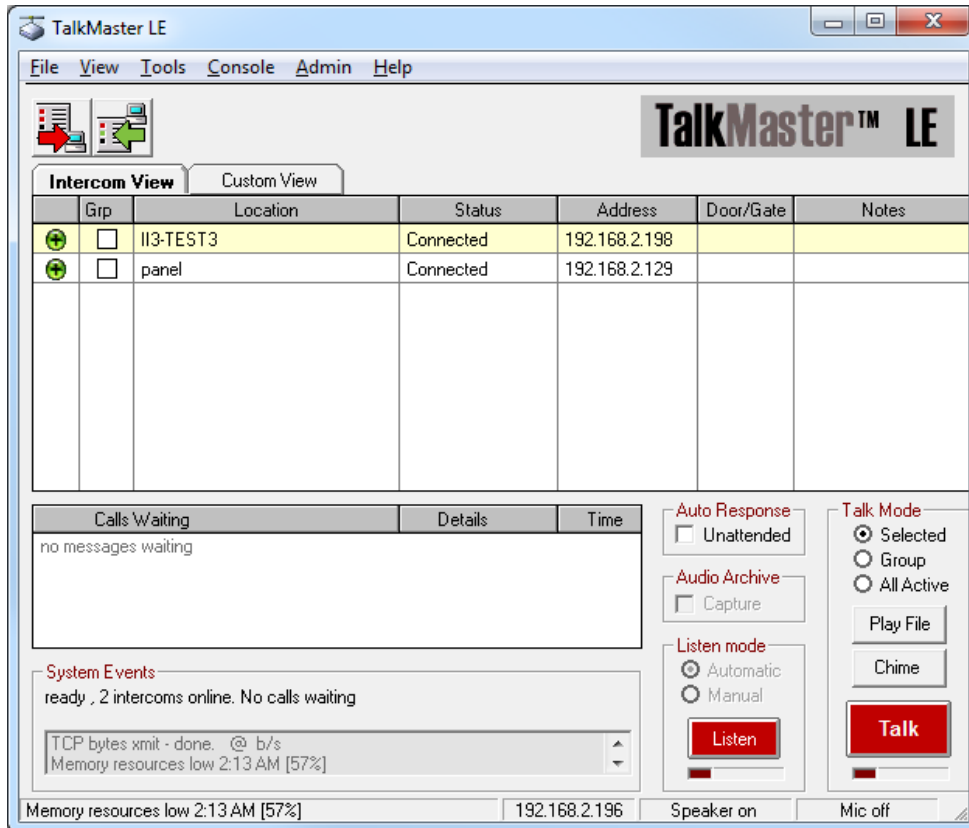 TalkMaster LE
File View Tools Console Admin Help
TalkMaster™ LE
Intercom View Custom View
Grp Location Status Address Door/Gate Notes
II3-TEST3 Connected 192.168.2.198
panel Connected 192.168.2.129
Calls Waiting Details Time
no messages waiting
Auto Response
Unattended
Audio Archive
Capture
Listen mode
Automatic
Manual
Listen
Talk Mode
Selected
Group
All Active
Play File
Chime
Talk
System Events
ready , 2 intercoms online. No calls waiting
TCP bytes xmit - done. @ b/s
Memory resources low 2:13 AM [57%]
Memory resources low 2:13 AM [57%] 192.168.2.196 Speaker on Mic off